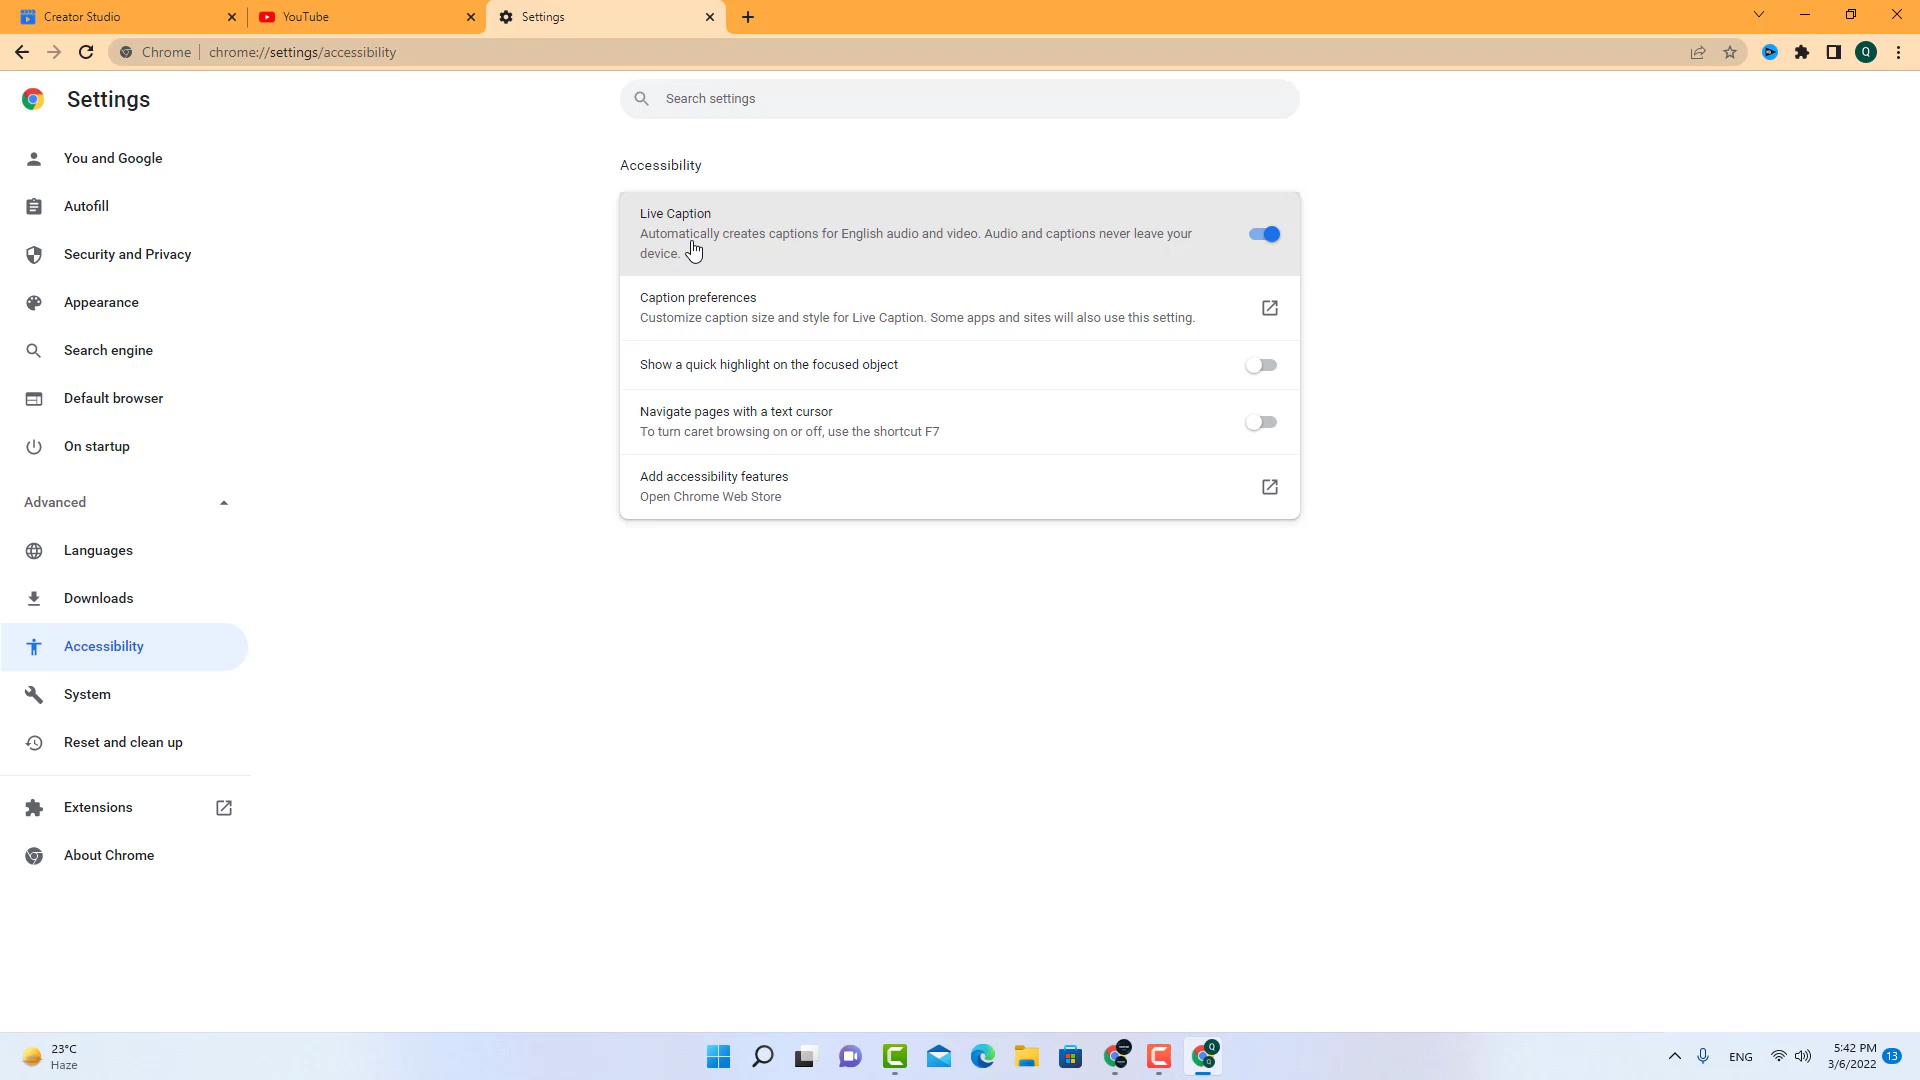 Creator Studio
YouTube
Settings
Chrome
chrome://settings/accessibility
Q
Settings
Search settings
You and Google
Autofill
Security and Privacy
Appearance
Search engine
Default browser
On startup
Advanced
Languages
Downloads
Accessibility
System
Reset and clean up
Extensions
About Chrome
Accessibility
Live Caption
Automatically creates captions for English audio and video. Audio and captions never leave your
device.
Caption preferences
Customize caption size and style for Live Caption. Some apps and sites will also use this setting.
Show a quick highlight on the focused object
Navigate pages with a text cursor
To turn caret browsing on or off, use the shortcut F7
Add accessibility features
Open Chrome Web Store
23°C
Haze
Q
Q
ENG
5:42 PM
3/6/2022
13